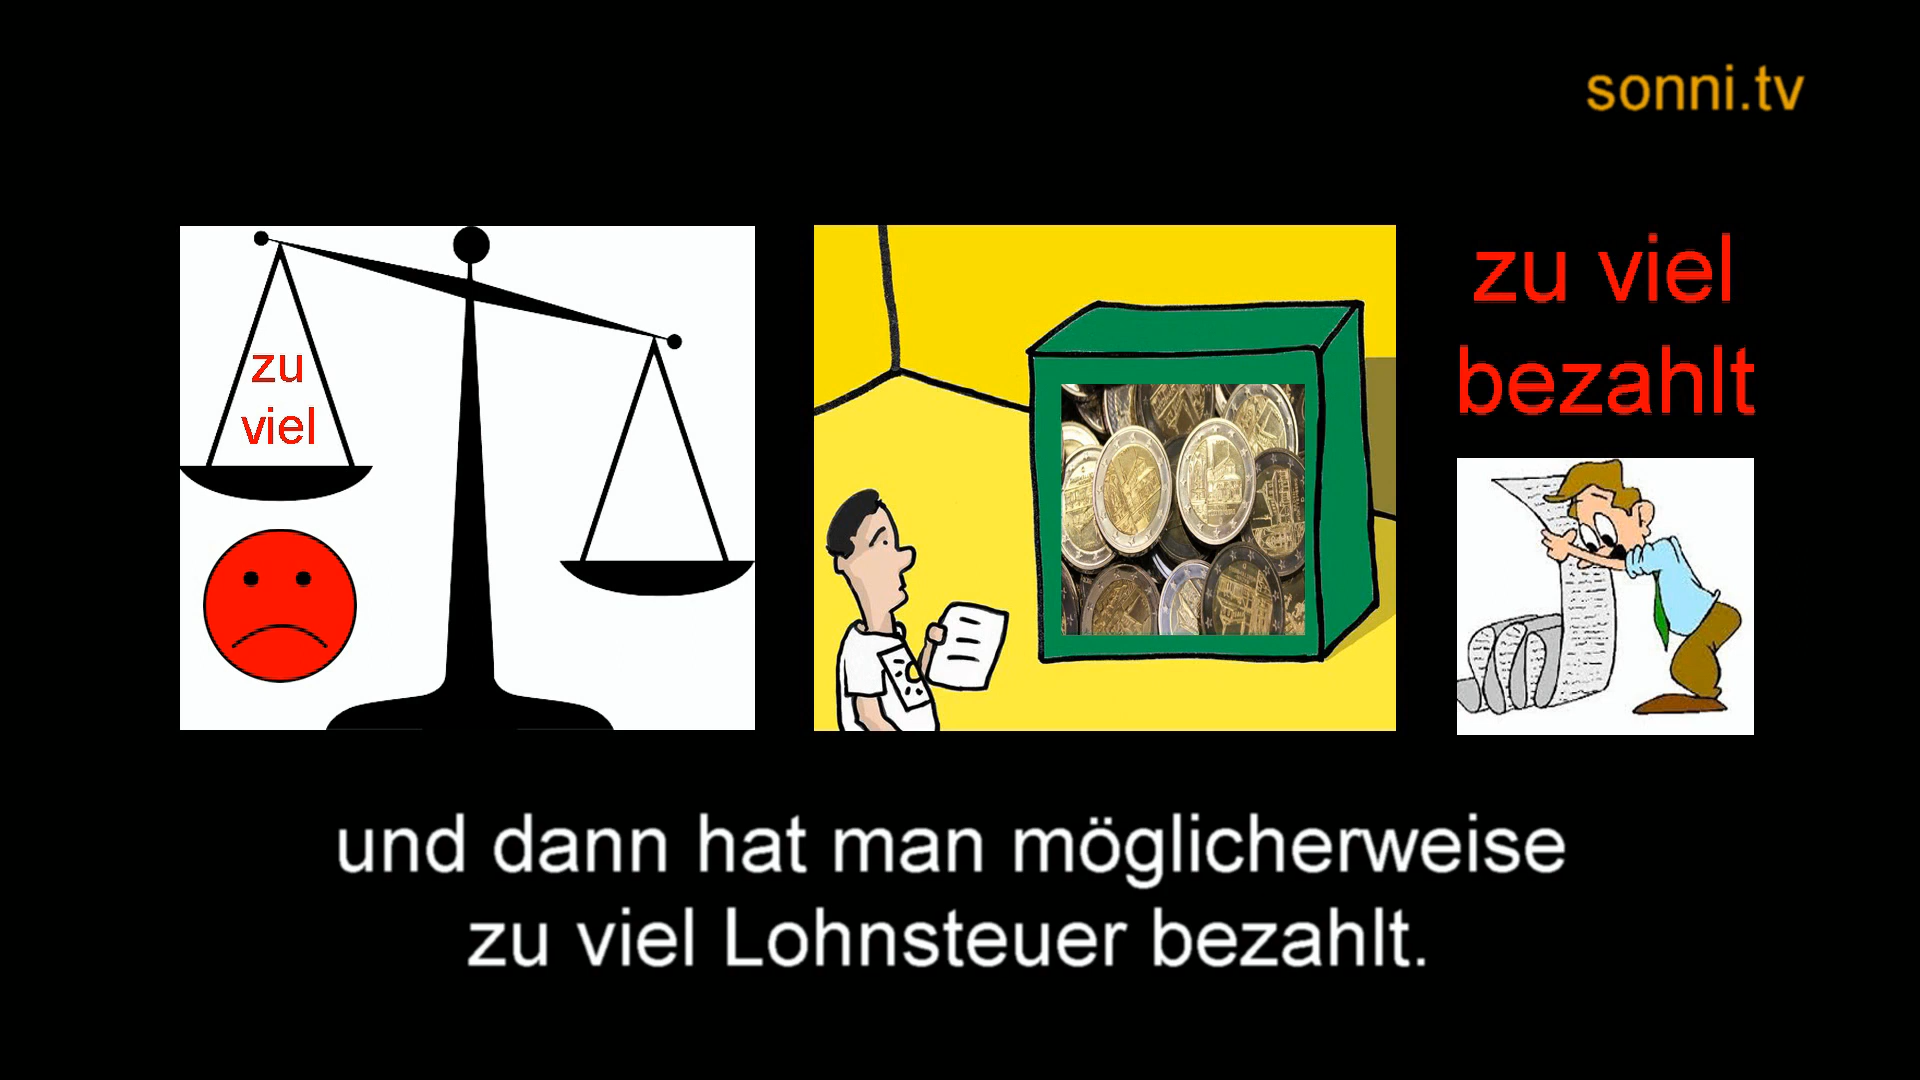 sonni.tv
zu
viel
zu viel
bezahlt
und dann hat man möglicherweise
zu viel Lohnsteuer bezahlt.